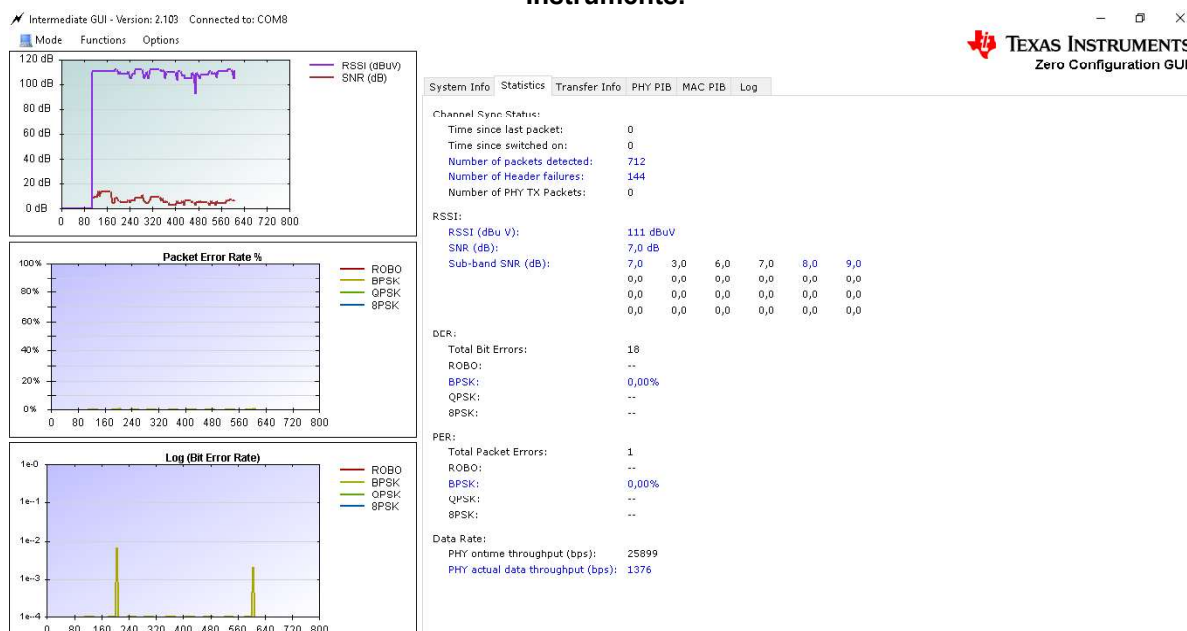 Instruments.
Intermediate GUI - Version: 2.103 Connected to: COM8
Mode Functions Options
TEXAS INSTRUMENTS
Zero Configuration GUI
120 dB
100 dB
80 dB
60 dB
40 dB
20 dB
0 dB
0 80 160 240 320 400 480 560 640 720 800
RSSI (dBuV)
SNR (dB)
Packet Error Rate %
100%
80%
60%
40%
20%
0%
0 80 160 240 320 400 480 560 640 720 800
ROBO
BPSK
QPSK
8PSK
Log (Bit Error Rate)
1e-0
1e--1
1e--2
1e--3
1e--4
0 80 160 240 320 400 480 560 640 720 800
ROBO
BPSK
QPSK
8PSK
System Info Statistics Transfer Info PHY PIB MAC PIB Log
Channel Sync Status:
Time since last packet: 0
Time since switched on: 0
Number of packets detected: 712
Number of Header failures: 144
Number of PHY TX Packets: 0
RSSI:
RSSI (dBu V): 111 dBuV
SNR (dB): 7,0 dB
Sub-band SNR (dB): 7,0 3,0 6,0 7,0 8,0 9,0
0,0 0,0 0,0 0,0 0,0 0,0
0,0 0,0 0,0 0,0 0,0 0,0
0,0 0,0 0,0 0,0 0,0 0,0
BER:
Total Bit Errors: 18
ROBO: --
BPSK: 0,00%
QPSK: --
8PSK: --
PER:
Total Packet Errors: 1
ROBO: --
BPSK: 0,00%
QPSK: --
8PSK: --
Data Rate:
PHY ontime throughput (bps): 25899
PHY actual data throughput (bps): 1376